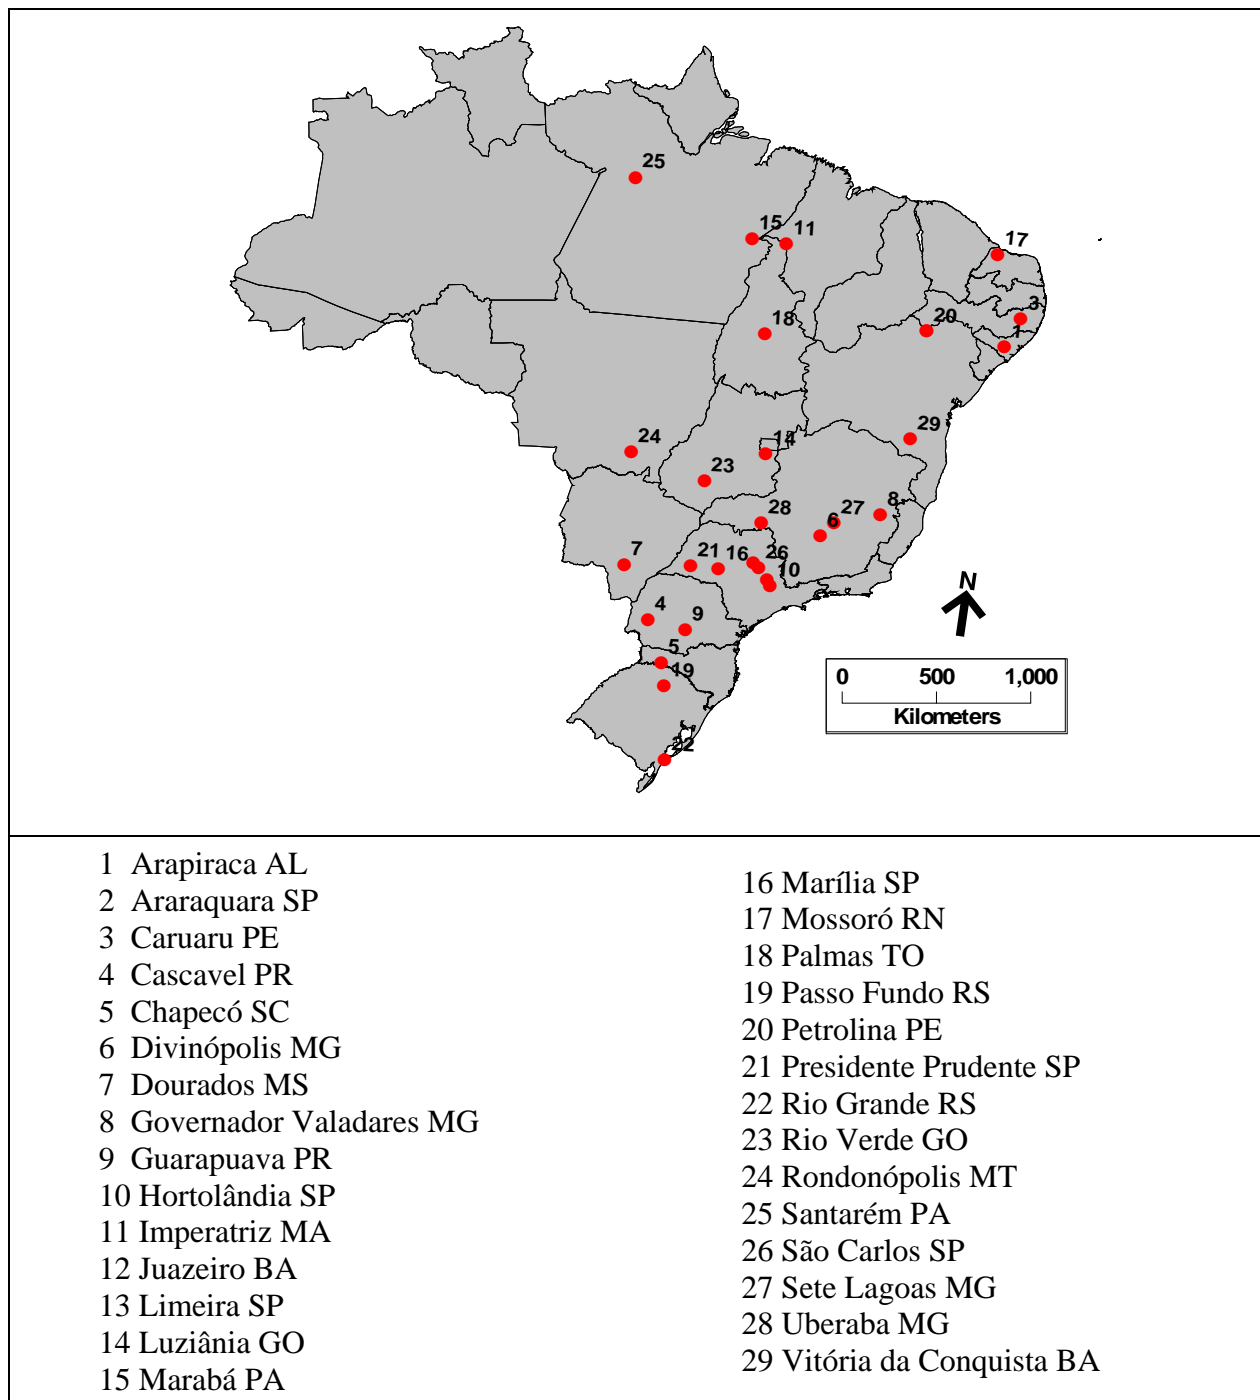 25
15
11
17
3
20
1
18
29
24
14
23
28
27
8
6
7
21
16
26
10
4
9
5
19
22
N
0 500 1,000
Kilometers
1 Arapiraca AL
2 Araraquara SP
3 Caruaru PE
4 Cascavel PR
5 Chapecó SC
6 Divinópolis MG
7 Dourados MS
8 Governador Valadares MG
9 Guarapuava PR
10 Hortolândia SP
11 Imperatriz MA
12 Juazeiro BA
13 Limeira SP
14 Luziânia GO
15 Marabá PA
16 Marília SP
17 Mossoró RN
18 Palmas TO
19 Passo Fundo RS
20 Petrolina PE
21 Presidente Prudente SP
22 Rio Grande RS
23 Rio Verde GO
24 Rondonópolis MT
25 Santarém PA
26 São Carlos SP
27 Sete Lagoas MG
28 Uberaba MG
29 Vitória da Conquista BA